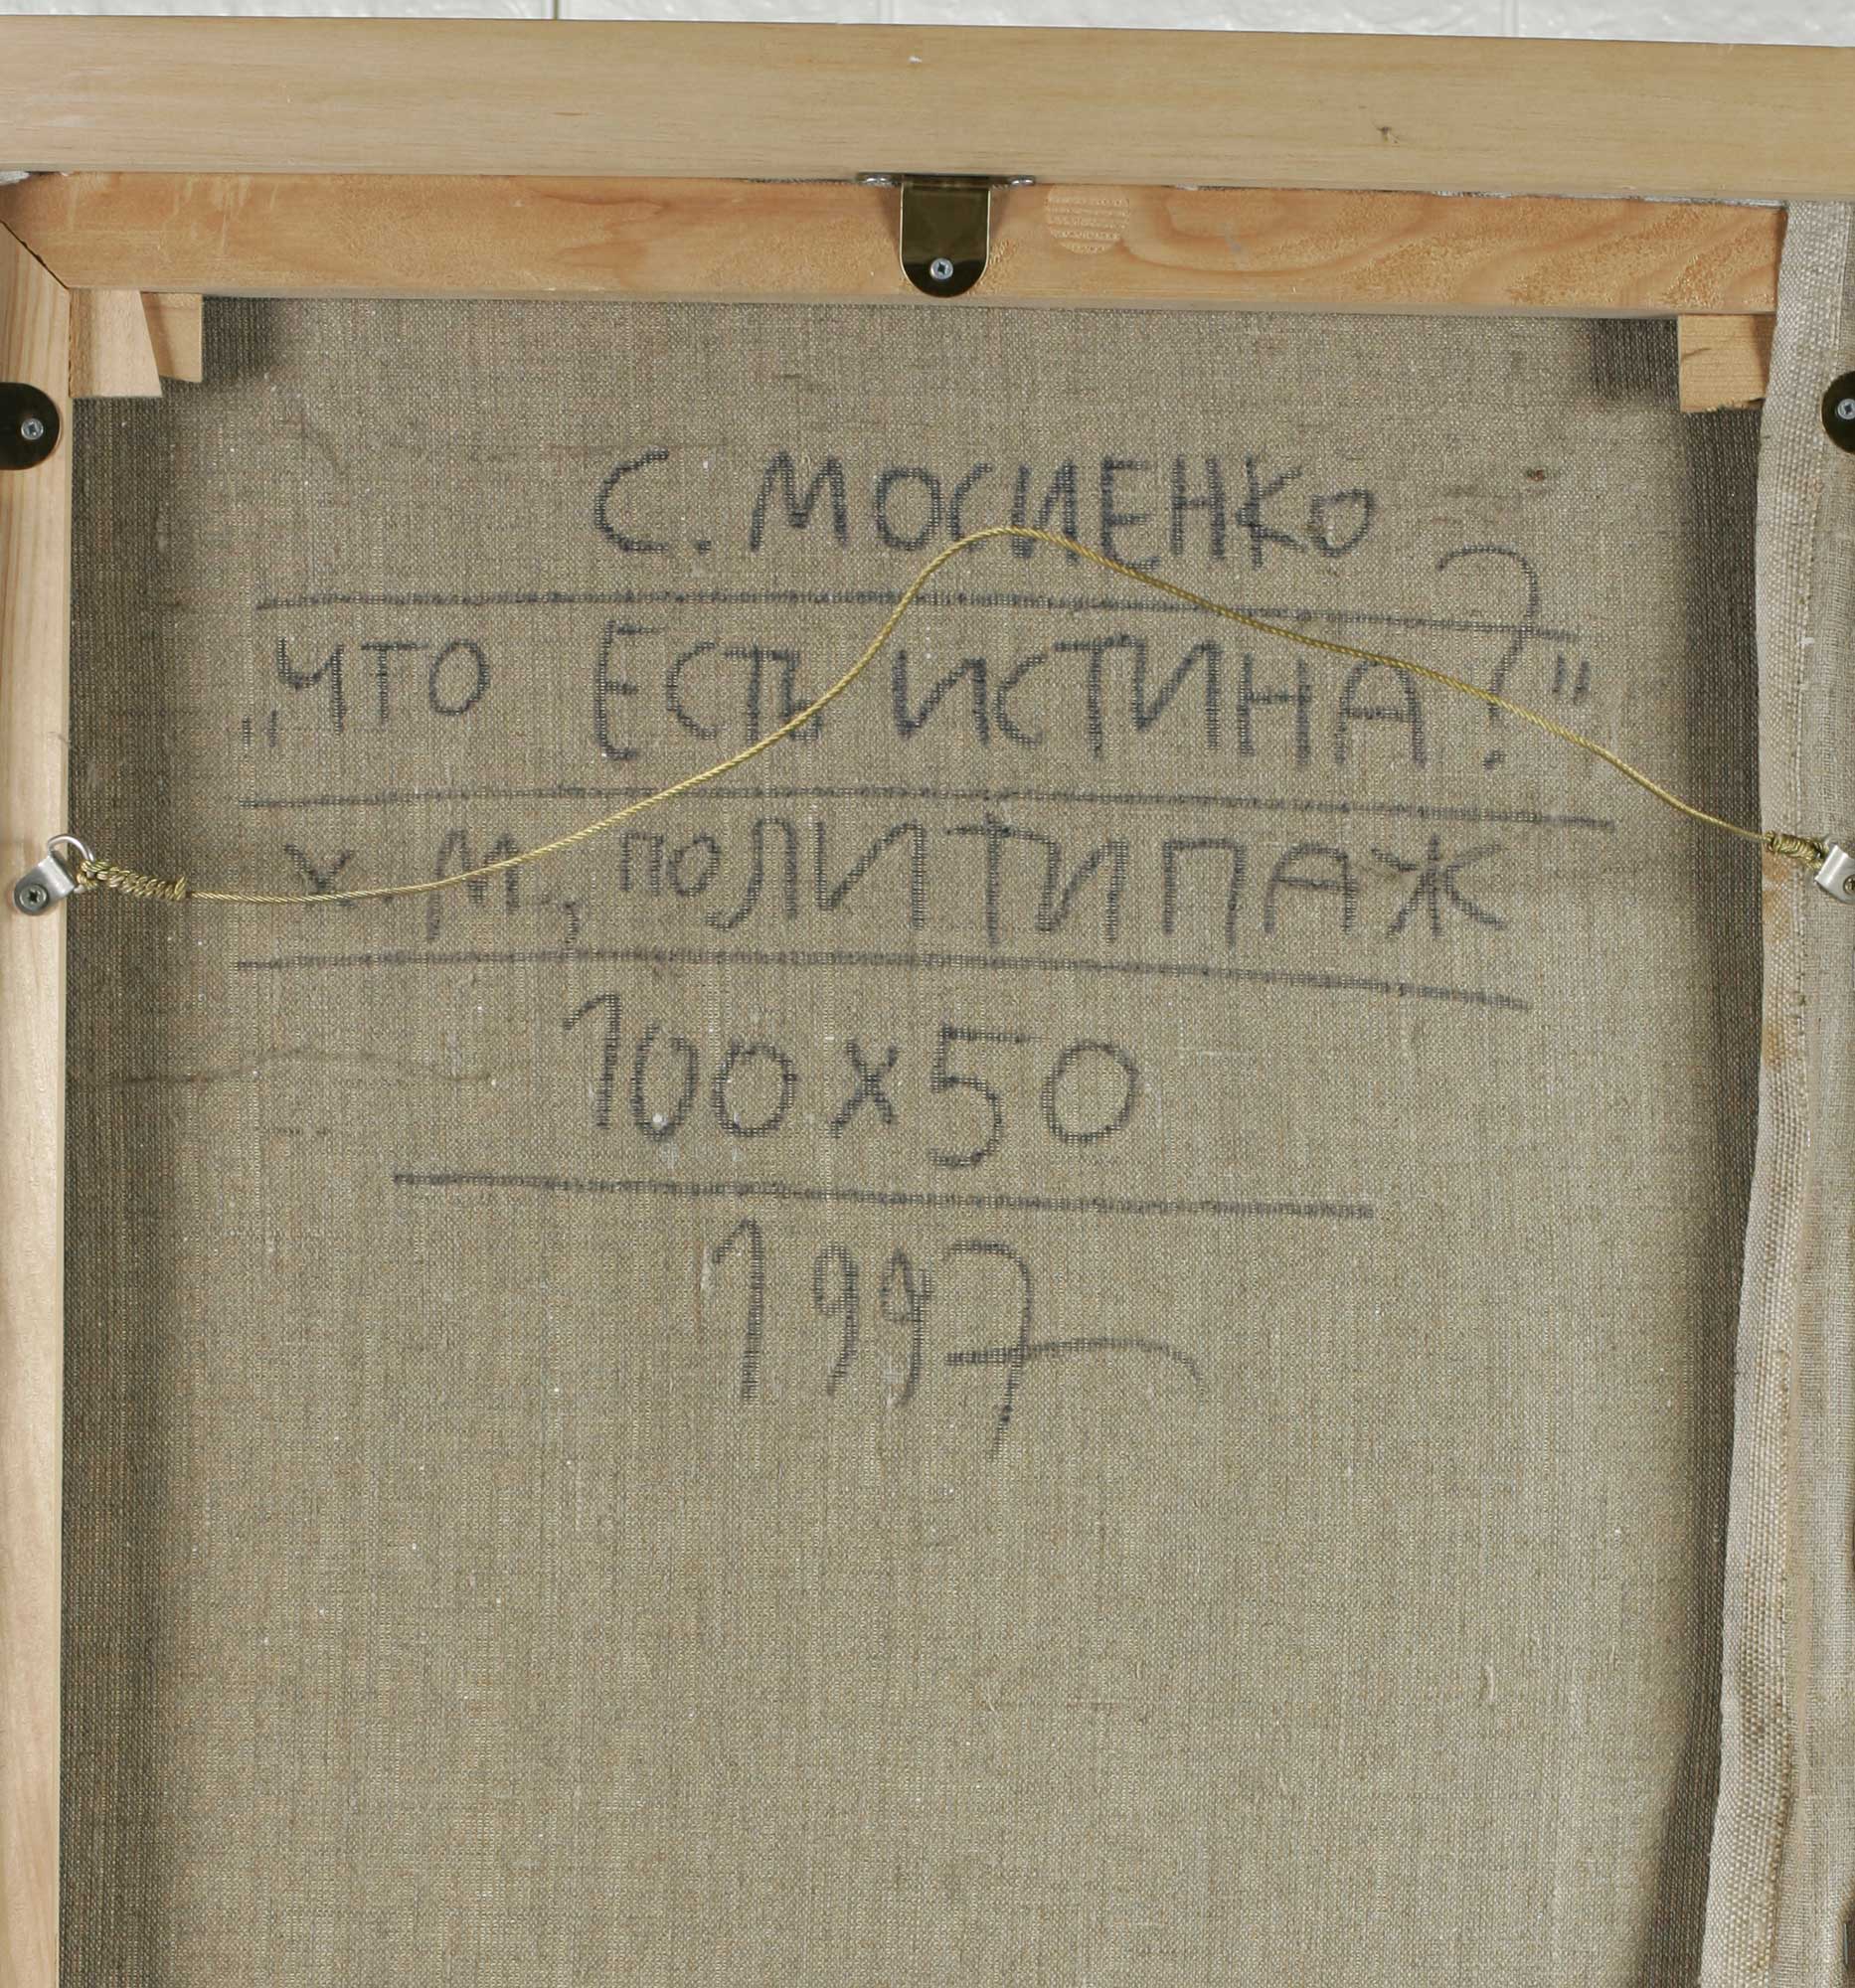 С. МОСИЕНКО
„ЧТО ЕСТЬ ИСТИНА?"
Х. М, ПОЛИТИПАЖ
100 х 50
1997